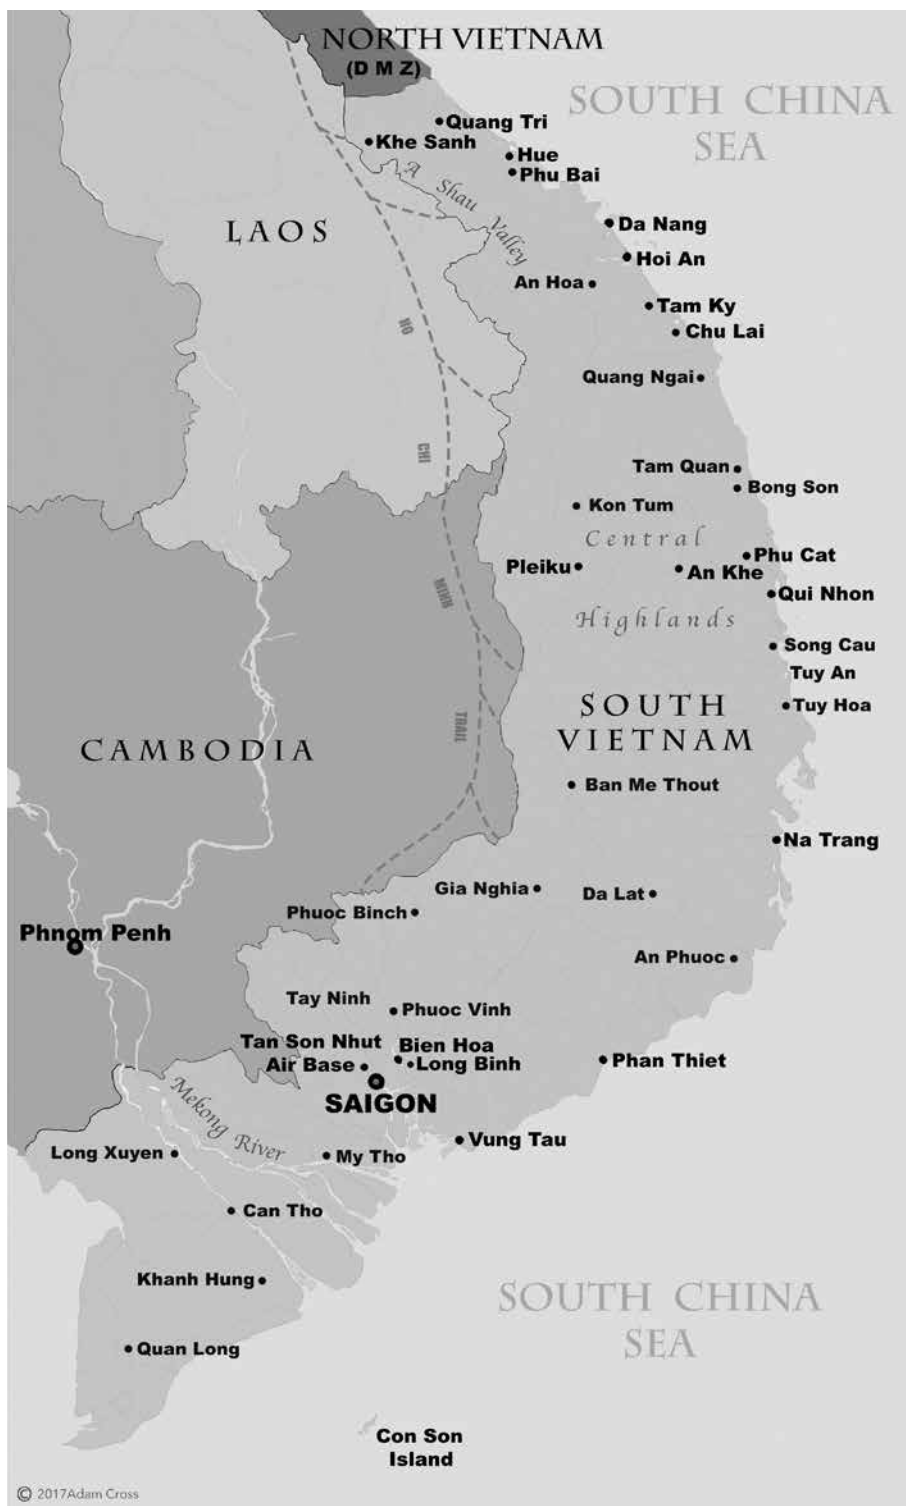 NORTH VIETNAM
(D M Z)
SOUTH CHINA
SEA
Quang Tri
Khe Sanh
Hue
Phu Bai
A Shau Valley
LAOS
Da Nang
Hoi An
An Hoa
Tam Ky
HO
Chu Lai
Quang Ngai
CHI
Tam Quan
Bong Son
Kon Tum
Central
Phu Cat
Pleiku
An Khe
MINH
Qui Nhon
Highlands
Song Cau
Tuy An
SOUTH
VIETNAM
Tuy Hoa
TRAIL
CAMBODIA
Ban Me Thout
Na Trang
Gia Nghia
Da Lat
Phuoc Binch
Phnom Penh
An Phuoc
Tay Ninh
Phuoc Vinh
Tan Son Nhut
Air Base
Bien Hoa
Long Binh
Phan Thiet
SAIGON
Mekong River
Vung Tau
Long Xuyen
My Tho
Can Tho
Khanh Hung
SOUTH CHINA
SEA
Quan Long
Con Son
Island
© 2017Adam Cross